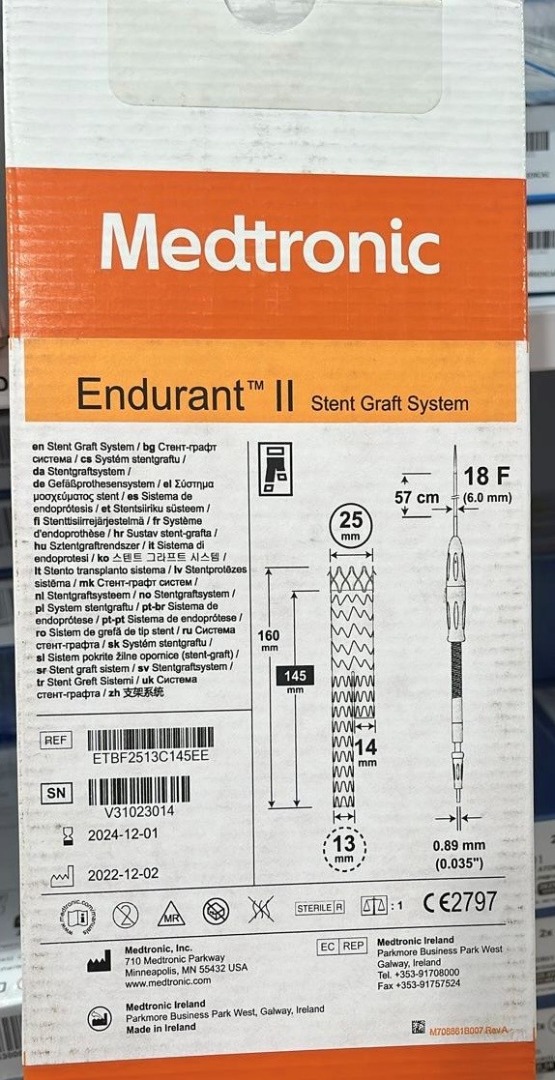 Medtronic
Endurant™ II Stent Graft System
en Stent Graft System / bg Стент-графт
система / cs Systém stentgraftu /
da Stentgraftsystem /
de Gefäßprothesensystem / el Σύστημα
μοσχεύματος stent / es Sistema de
endoprótesis / et Stentsiiriku süsteem /
fi Stenttisiirrejärjestelmä / fr Système
d'endoprothèse / hr Sustav stent-grafta /
hu Sztentgraftrendszer / it Sistema di
endoprotesi / ko 스텐트 그라프트 시스템 /
lt Stento transplanto sistema / lv Stentprotēzes
sistēma / mk Стент-графт систем /
nl Stentgraftsysteem / no Stentgraftsystem /
pl System stentgraftu / pt-br Sistema de
endoprótese / pt-pt Sistema de endoprótese /
ro Sistem de grefă de tip stent / ru Система
стент-графта / sk Systém stentgraftu /
sl Sistem pokrite žilne opornice (stent-graft) /
sr Stent graft sistem / sv Stentgraftsystem /
tr Stent Greft Sistemi / uk Система
стент-графта / zh 支架系统
25
mm
160
mm
145
mm
14
mm
13
mm
57 cm
18 F
(6.0 mm)
0.89 mm
(0.035")
REF
ETBF2513C145EE
SN
V31023014
2024-12-01
2022-12-02
www.medtronic.com/manuals
i
2
MR
STERILE R
: 1
CE2797
Medtronic, Inc.
710 Medtronic Parkway
Minneapolis, MN 55432 USA
www.medtronic.com
EC REP
Medtronic Ireland
Parkmore Business Park West
Galway, Ireland
Tel. +353-91708000
Fax +353-91757524
Medtronic Ireland
Parkmore Business Park West, Galway, Ireland
Made in Ireland
M708861B007 Rev A